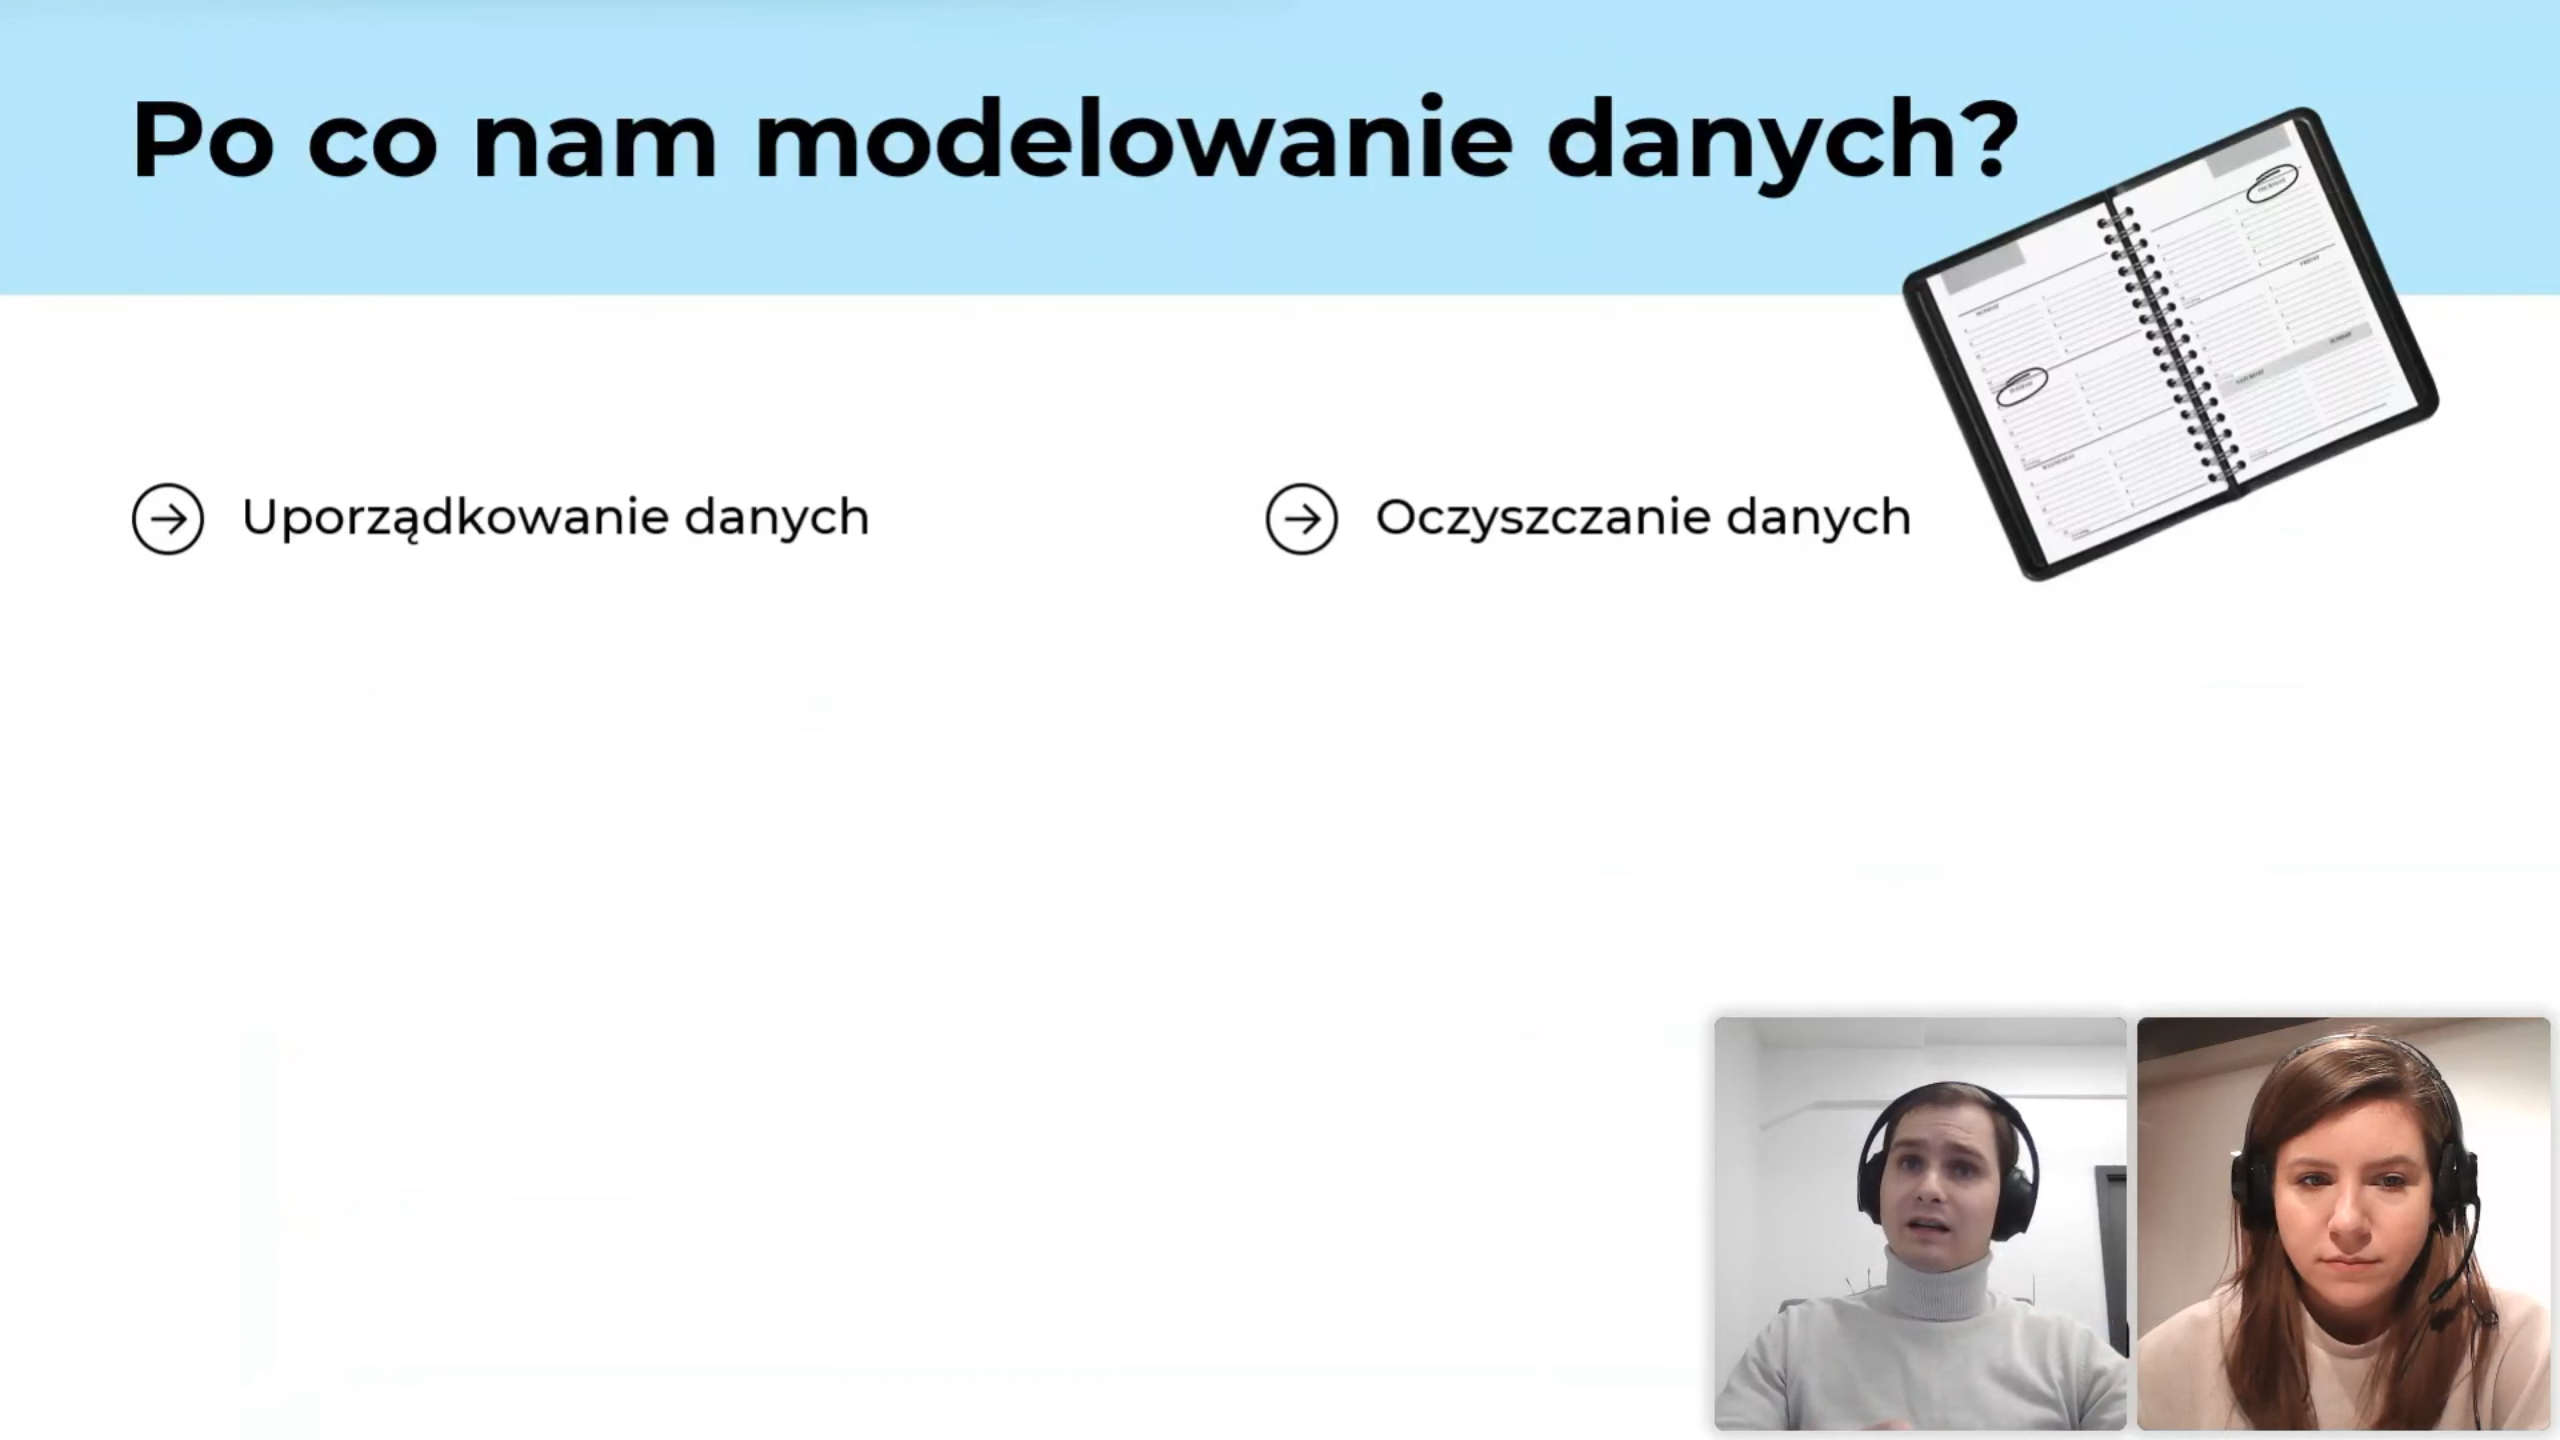 Po co nam modelowanie danych?
Uporządkowanie danych
Oczyszczanie danych